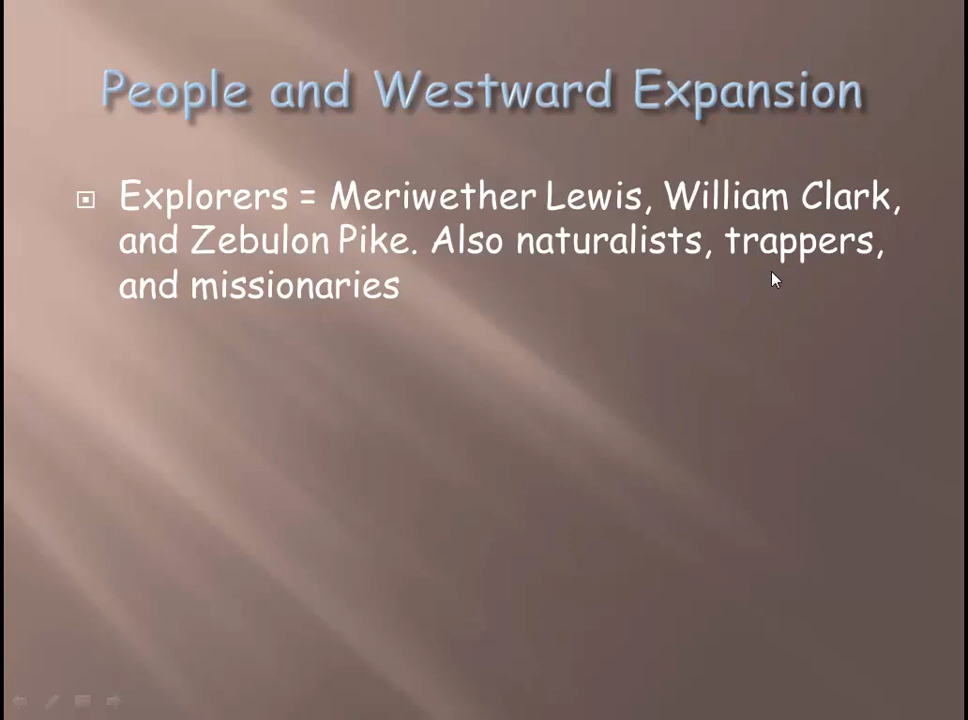 People and Westward Expansion
Explorers = Meriwether Lewis, William Clark,
and Zebulon Pike. Also naturalists, trappers,
and missionaries